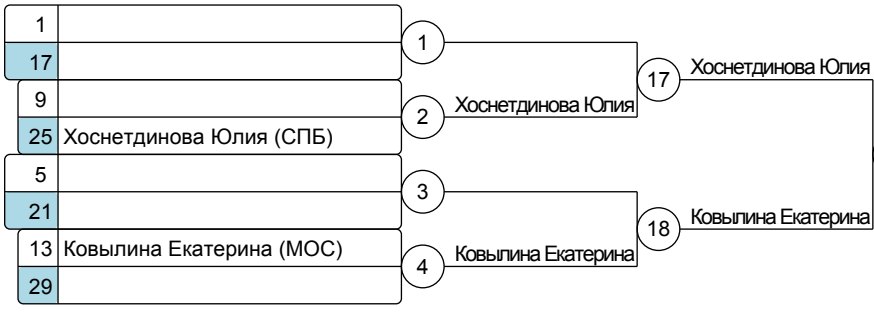 1
17
1
9
25 Хоснетдинова Юлия (СПБ)
2
Хоснетдинова Юлия
17
Хоснетдинова Юлия
5
21
3
13 Ковылина Екатерина (МОС)
29
4
Ковылина Екатерина
18
Ковылина Екатерина